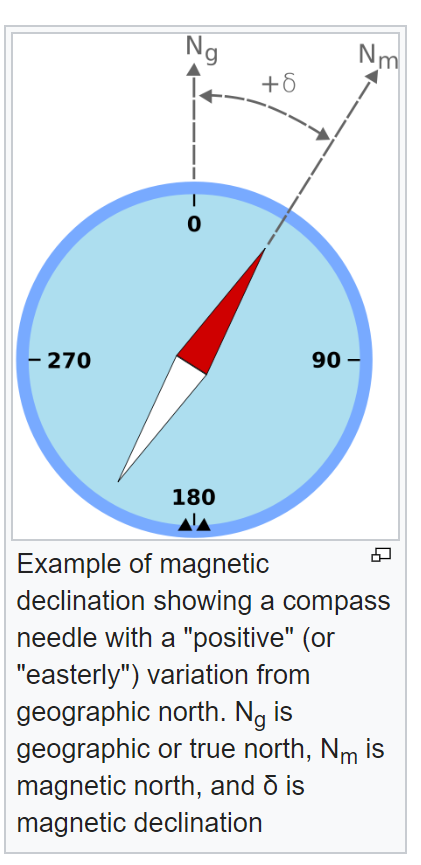 Ng Nm
+δ
0
270 90
180
Example of magnetic
declination showing a compass
needle with a "positive" (or
"easterly") variation from
geographic north. Ng is
geographic or true north, Nm is
magnetic north, and δ is
magnetic declination